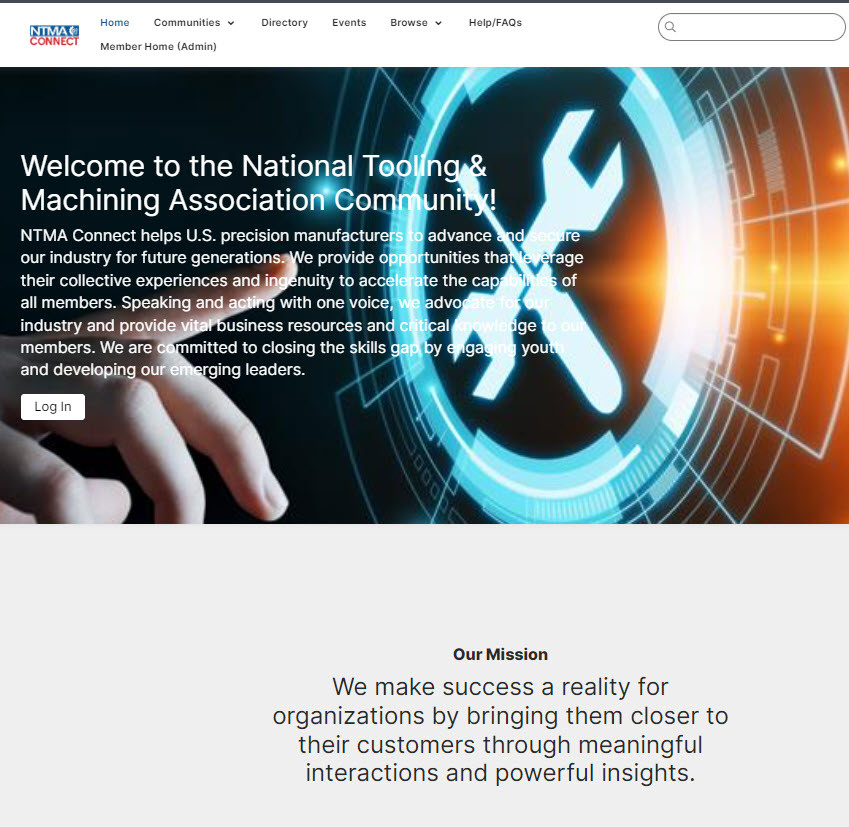 NTMA
CONNECT
Home Communities Directory Events Browse Help/FAQs
Member Home (Admin)
Welcome to the National Tooling &
Machining Association Community!
NTMA Connect helps U.S. precision manufacturers to advance and secure
our industry for future generations. We provide opportunities that leverage
their collective experiences and ingenuity to accelerate the capabilities of
all members. Speaking and acting with one voice, we advocate for our
industry and provide vital business resources and critical knowledge to our
members. We are committed to closing the skills gap by engaging youth
and developing our emerging leaders.
Log In
Our Mission
We make success a reality for
organizations by bringing them closer to
their customers through meaningful
interactions and powerful insights.